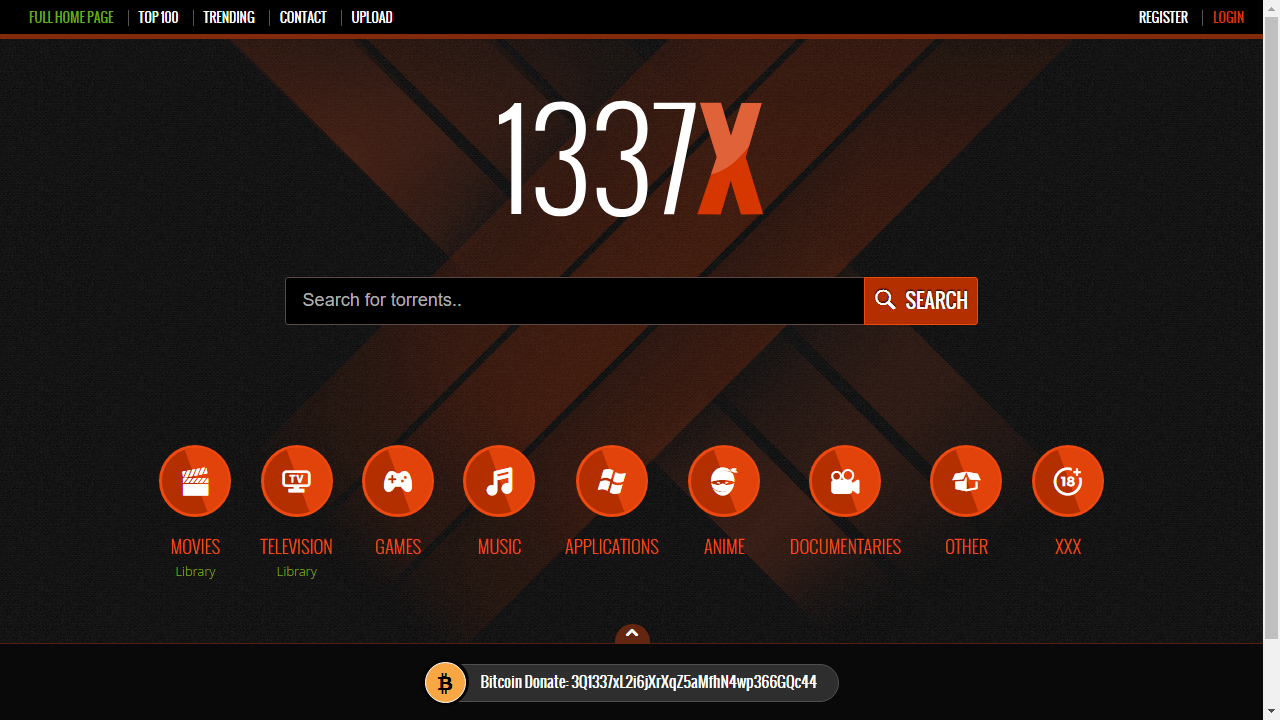 FULL HOME PAGE TOP 100 TRENDING CONTACT UPLOAD REGISTER LOGIN
1337X
Search for torrents.. SEARCH
TV 18
MOVIES TELEVISION GAMES MUSIC APPLICATIONS ANIME DOCUMENTARIES OTHER XXX
Library Library
Bitcoin Donate: 3Q1337xL2i6jXrXqZ5aMfhN4wp366GQc44